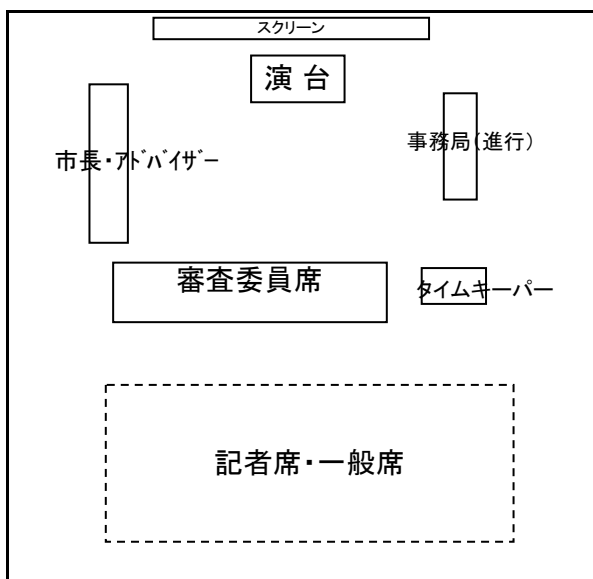 スクリーン
演 台
市長・ｱﾄﾞﾊﾞｲｻﾞｰ
事務局(進行)
審査委員席
タイムキーパー
記者席・一般席